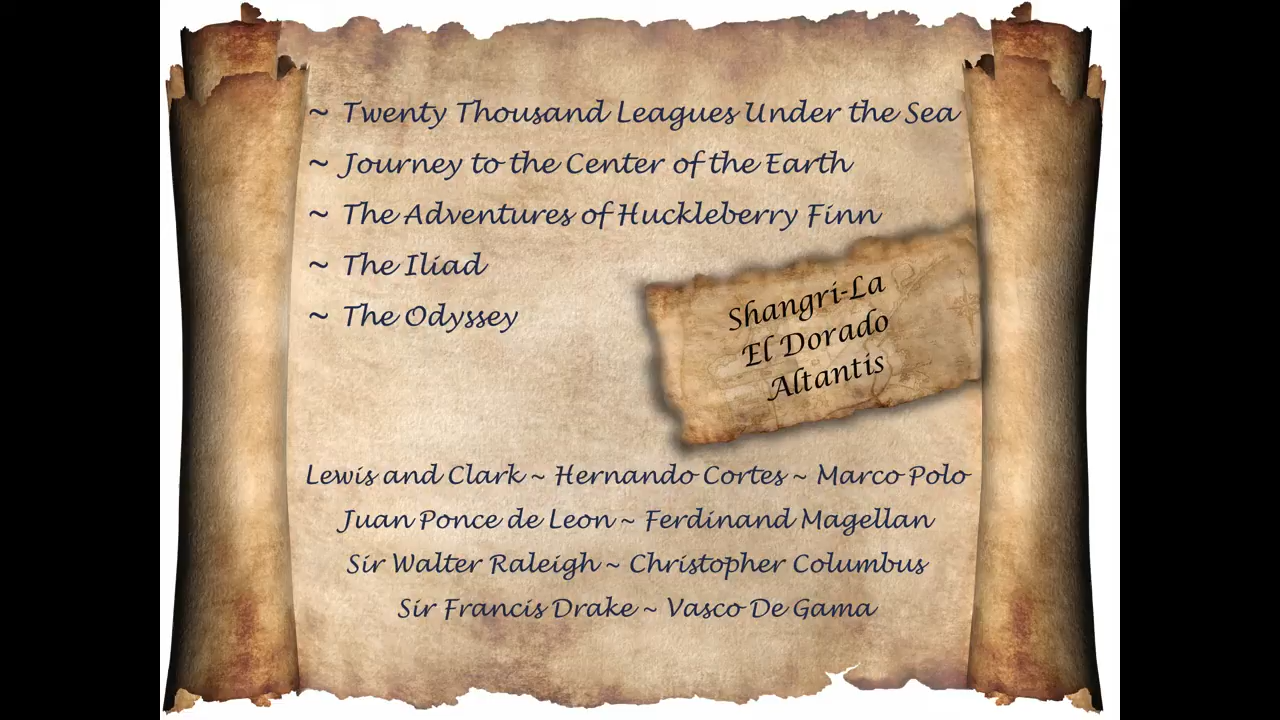 ~ Twenty Thousand Leagues Under the Sea
~ Journey to the Center of the Earth
~ The Adventures of Huckleberry Finn
~ The Iliad
~ The Odyssey
Shangri-La
El Dorado
Altantis
Lewis and Clark ~ Hernando Cortes ~ Marco Polo
Juan Ponce de Leon ~ Ferdinand Magellan
Sir Walter Raleigh ~ Christopher Columbus
Sir Francis Drake ~ Vasco De Gama